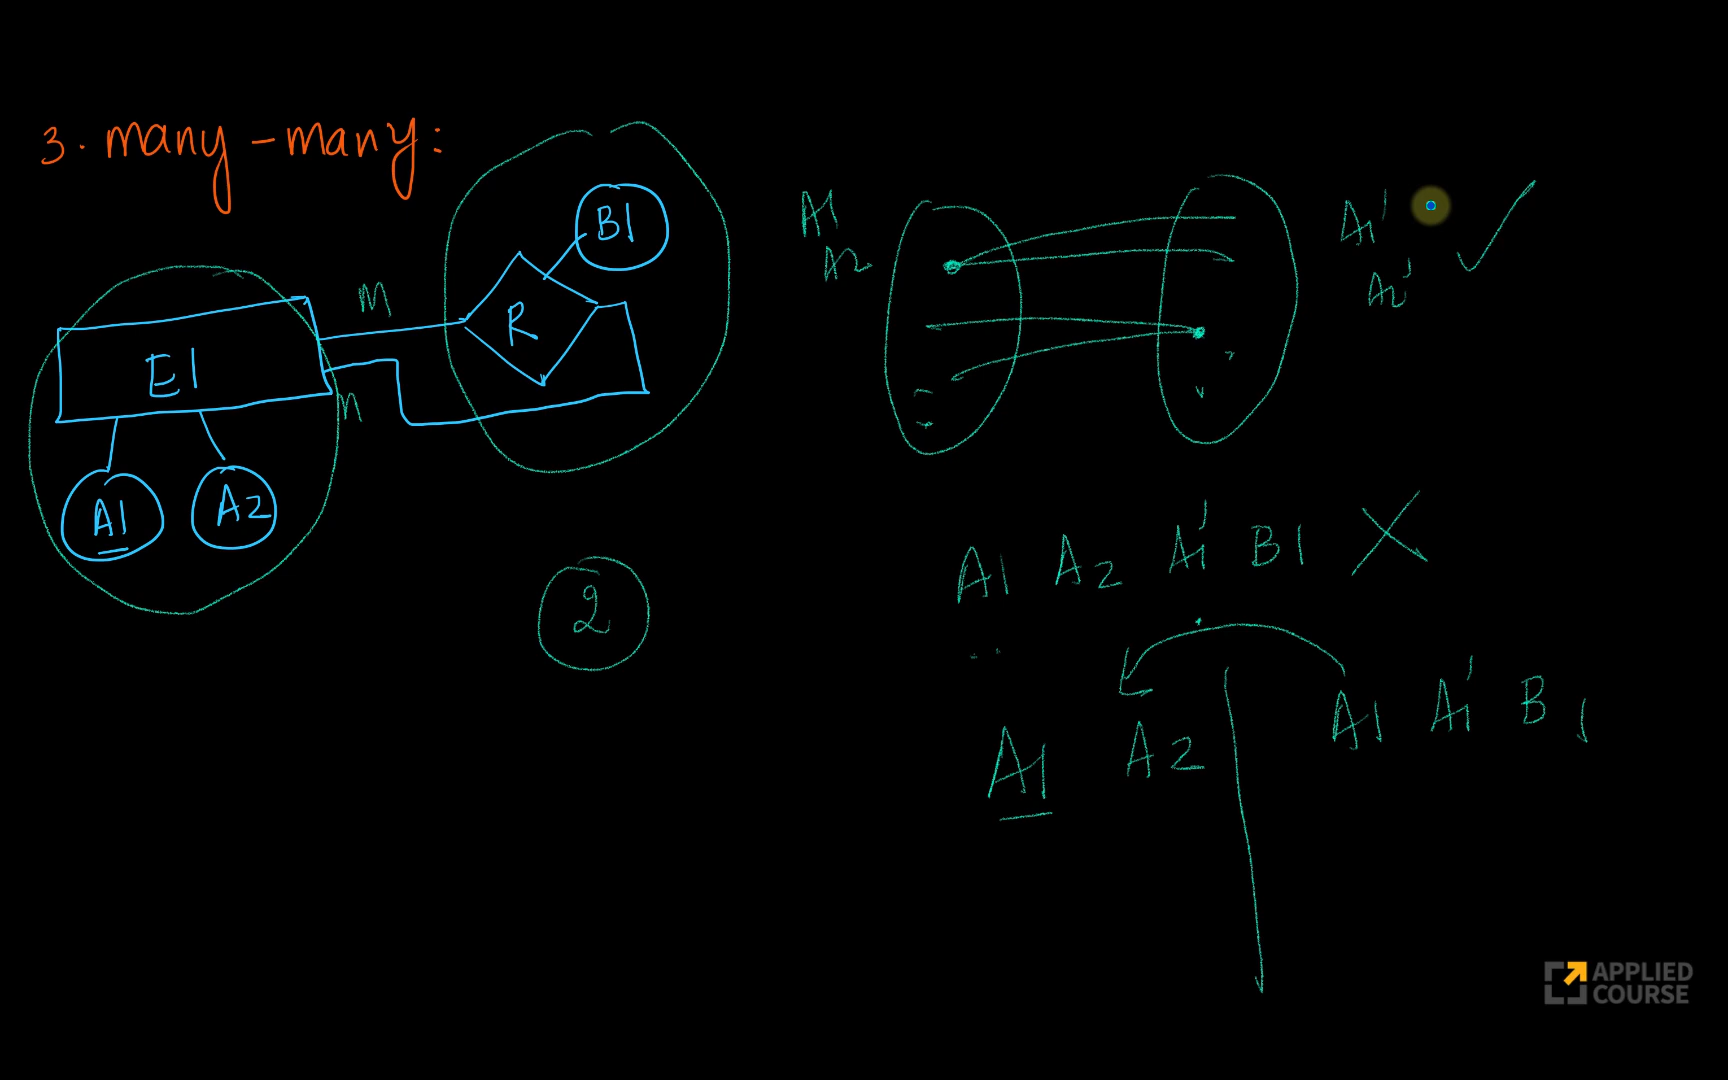 3. many-many:
B1
M
R
E1
n
A1 A2
2
A1
A2
A1'
A2'
A1 A2 A1' B1
A1 A2
A1 A1' B1
APPLIED
COURSE